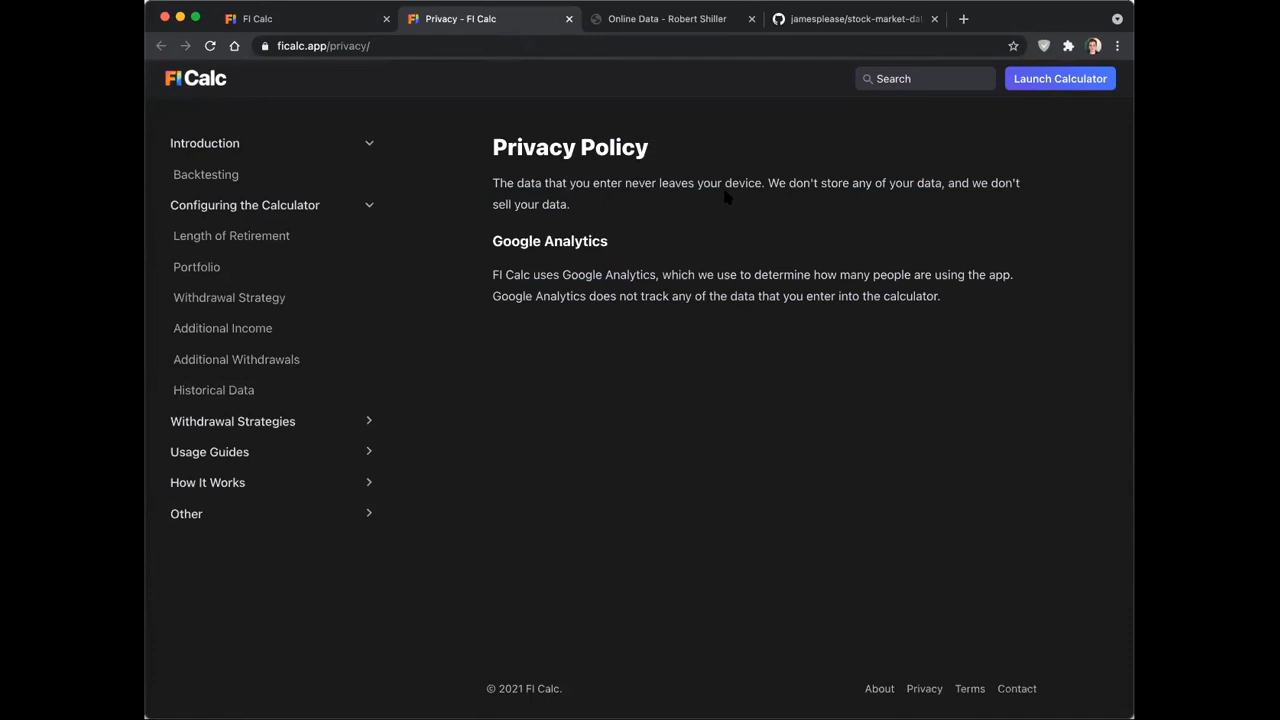 FI Calc
Privacy - FI Calc
Online Data - Robert Shiller
jamesplease/stock-market-da
ficalc.app/privacy/
FI Calc
Search
Launch Calculator
Introduction
Backtesting
Configuring the Calculator
Length of Retirement
Portfolio
Withdrawal Strategy
Additional Income
Additional Withdrawals
Historical Data
Withdrawal Strategies
Usage Guides
How It Works
Other
Privacy Policy
The data that you enter never leaves your device. We don't store any of your data, and we don't
sell your data.
Google Analytics
FI Calc uses Google Analytics, which we use to determine how many people are using the app.
Google Analytics does not track any of the data that you enter into the calculator.
© 2021 FI Calc.
About
Privacy
Terms
Contact